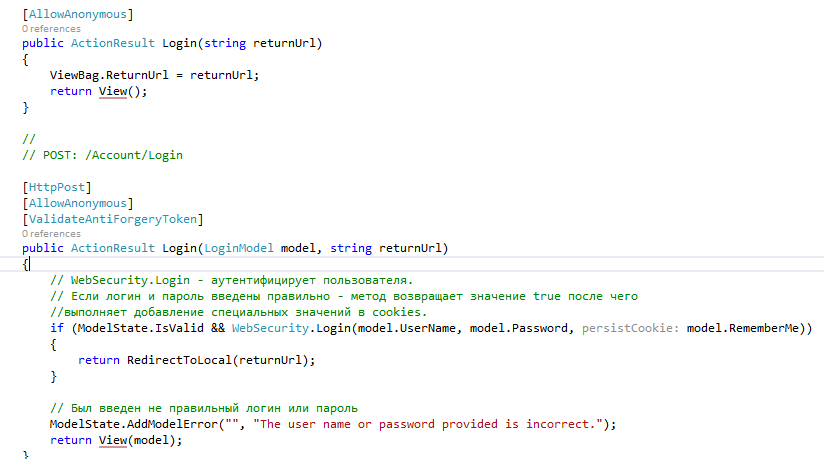 [AllowAnonymous]
0 references
public ActionResult Login(string returnUrl)
{
ViewBag.ReturnUrl = returnUrl;
return View();
}
//
// POST: /Account/Login
[HttpPost]
[AllowAnonymous]
[ValidateAntiForgeryToken]
0 references
public ActionResult Login(LoginModel model, string returnUrl)
{
// WebSecurity.Login - аутентифицирует пользователя.
// Если логин и пароль введены правильно - метод возвращает значение true после чего
//выполняет добавление специальных значений в cookies.
if (ModelState.IsValid && WebSecurity.Login(model.UserName, model.Password, persistCookie: model.RememberMe))
{
return RedirectToLocal(returnUrl);
}
// Был введен не правильный логин или пароль
ModelState.AddModelError("", "The user name or password provided is incorrect.");
return View(model);
}